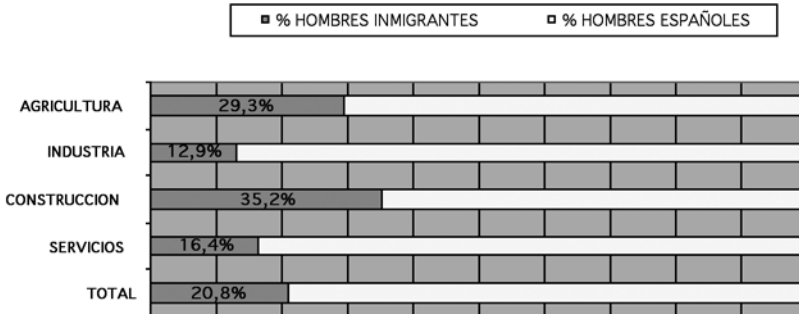 % HOMBRES INMIGRANTES % HOMBRES ESPAÑOLES
AGRICULTURA 29,3%
INDUSTRIA 12,9%
CONSTRUCCION 35,2%
SERVICIOS 16,4%
TOTAL 20,8%